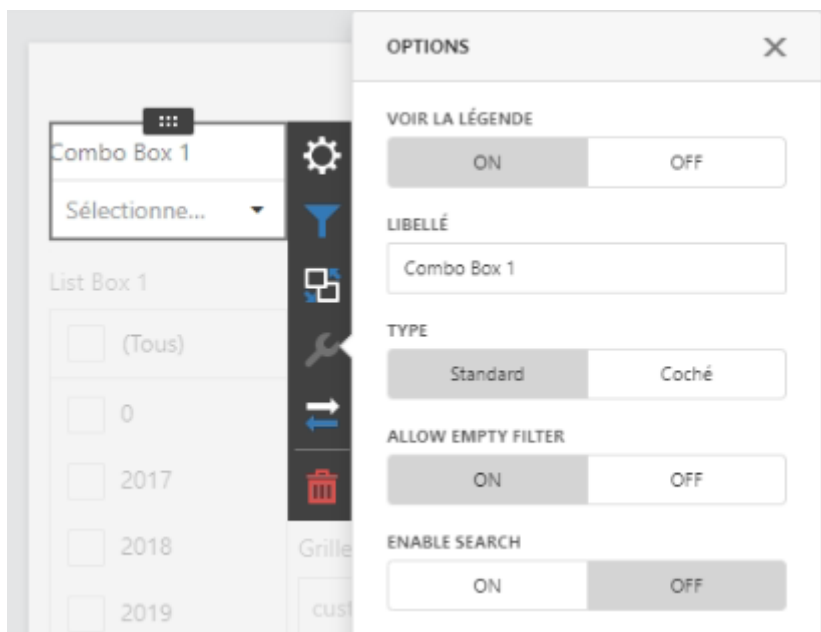 Combo Box 1
Sélectionne...
List Box 1
(Tous)
0
2017
2018
2019
Grille
cust
OPTIONS
VOIR LA LÉGENDE
ON OFF
LIBELLÉ
Combo Box 1
TYPE
Standard Coché
ALLOW EMPTY FILTER
ON OFF
ENABLE SEARCH
ON OFF